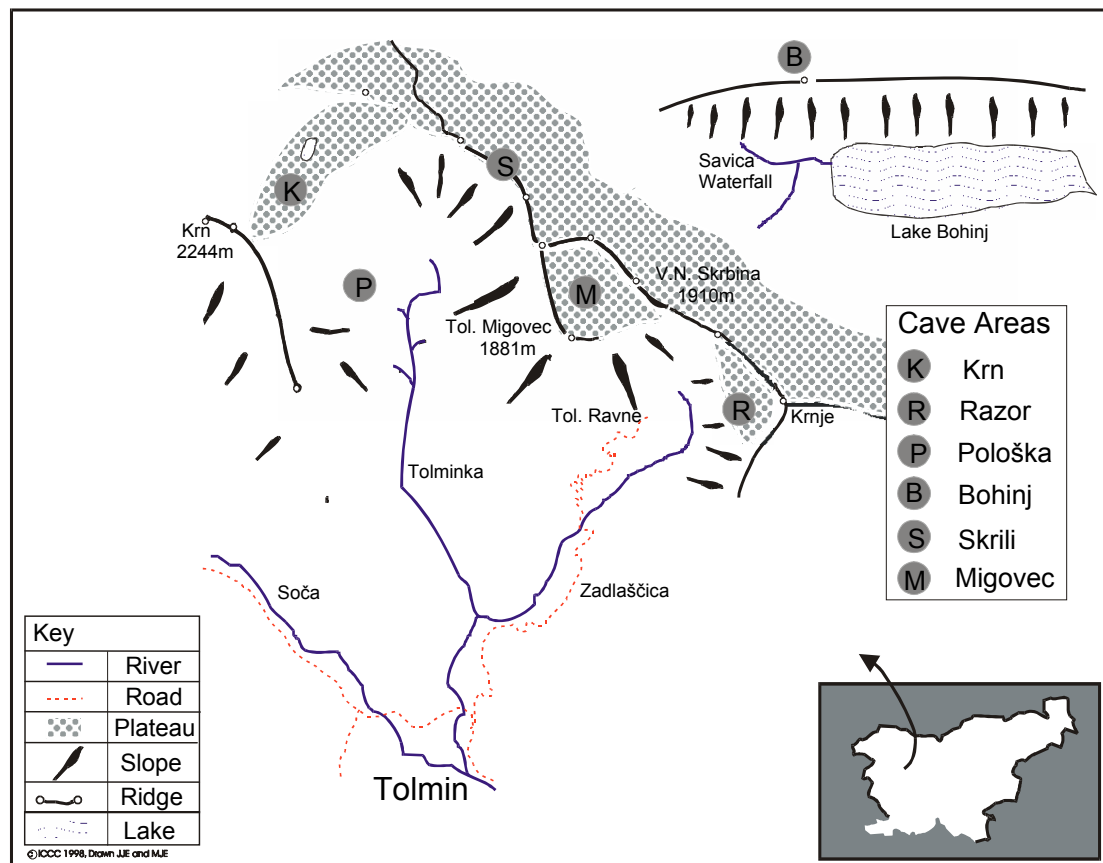 B
Savica
Waterfall
Lake Bohinj
S
K
Krn
2244m
P
V.N. Skrbina
1910m
M
Tol. Migovec
1881m
Tol. Ravne
R
Krnje
Tolminka
Soča
Zadlaščica
Tolmin
Cave Areas
K Krn
R Razor
P Pološka
B Bohinj
S Skrili
M Migovec
Key
River
Road
Plateau
Slope
Ridge
Lake
© ICCC 1998, Drawn JJE and MJE